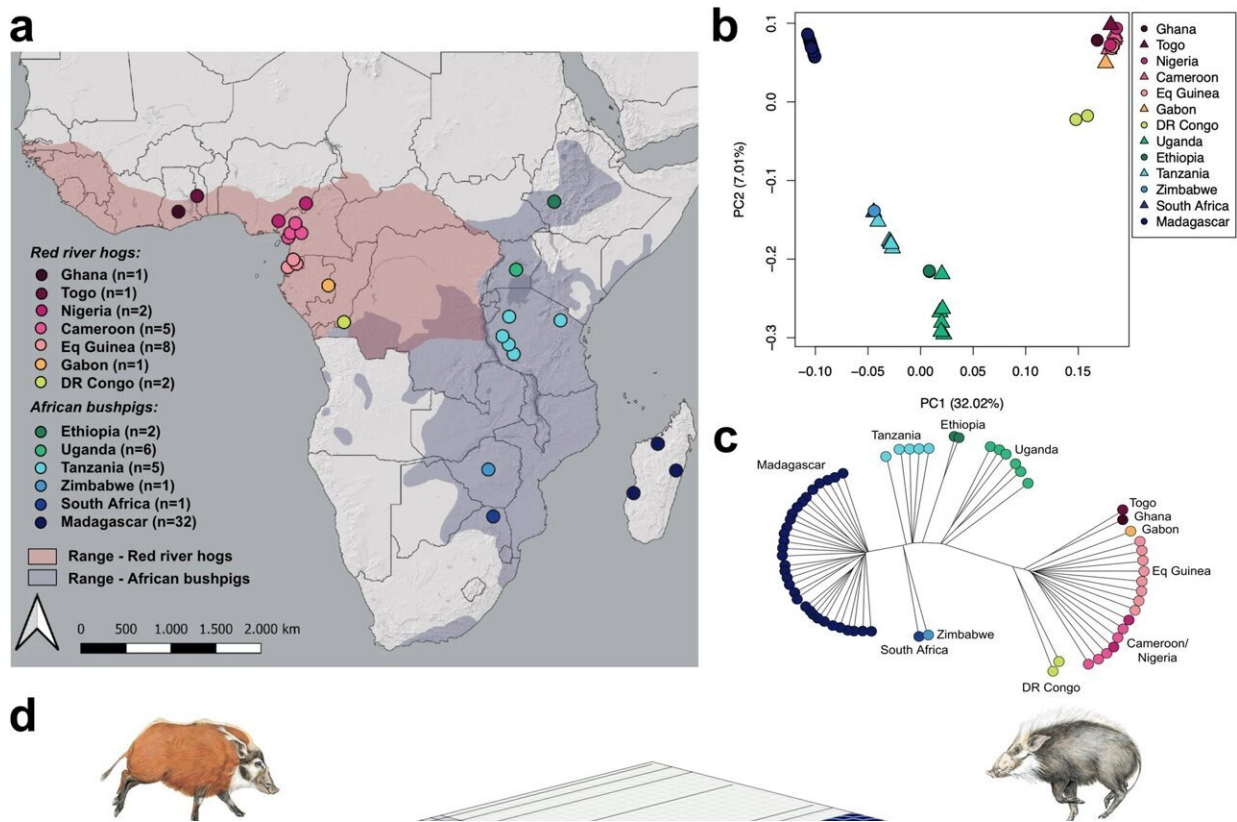 a
Red river hogs:
Ghana (n=1)
Togo (n=1)
Nigeria (n=2)
Cameroon (n=5)
Eq Guinea (n=8)
Gabon (n=1)
DR Congo (n=2)
African bushpigs:
Ethiopia (n=2)
Uganda (n=6)
Tanzania (n=5)
Zimbabwe (n=1)
South Africa (n=1)
Madagascar (n=32)
Range - Red river hogs
Range - African bushpigs
0 500 1.000 1.500 2.000 km
b
PC2 (7.01%)
0.1
0.0
−0.1
−0.2
−0.3
−0.10 −0.05 0.00 0.05 0.10 0.15
PC1 (32.02%)
Ghana
Togo
Nigeria
Cameroon
Eq Guinea
Gabon
DR Congo
Uganda
Ethiopia
Tanzania
Zimbabwe
South Africa
Madagascar
c
Ethiopia
Tanzania
Uganda
Madagascar
Togo
Ghana
Gabon
Eq Guinea
Cameroon/
Nigeria
Zimbabwe
South Africa
DR Congo
d